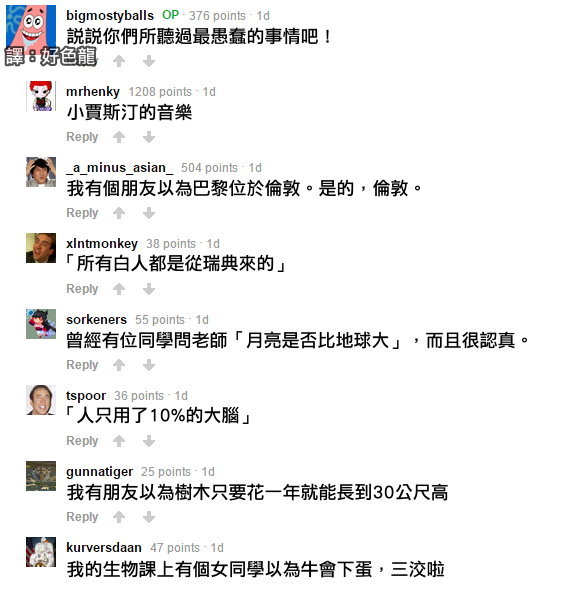 bigmostyballs OP · 376 points · 1d
説説你們所聽過最愚蠢的事情吧！
譯：好色龍
mrhenky 1208 points · 1d
小賈斯汀的音樂
Reply
_a_minus_asian_ 504 points · 1d
我有個朋友以為巴黎位於倫敦。是的，倫敦。
Reply
xlntmonkey 38 points · 1d
「所有白人都是從瑞典來的」
Reply
sorkeners 55 points · 1d
曾經有位同學問老師「月亮是否比地球大」，而且很認真。
Reply
tspoor 36 points · 1d
「人只用了10%的大腦」
Reply
gunnatiger 25 points · 1d
我有朋友以為樹木只要花一年就能長到30公尺高
Reply
kurversdaan 47 points · 1d
我的生物課上有個女同學以為牛會下蛋，三洨啦